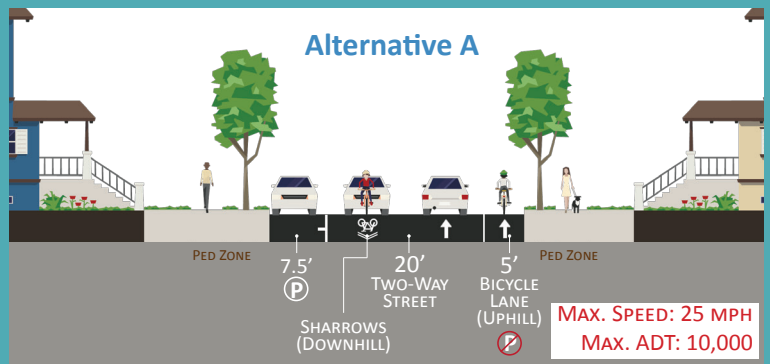 Alternative A
PED ZONE
7.5’
P
SHARROWS
(DOWNHILL)
20’
TWO-WAY
STREET
5’
BICYCLE
LANE
(UPHILL)
P
PED ZONE
MAX. SPEED: 25 MPH
MAX. ADT: 10,000